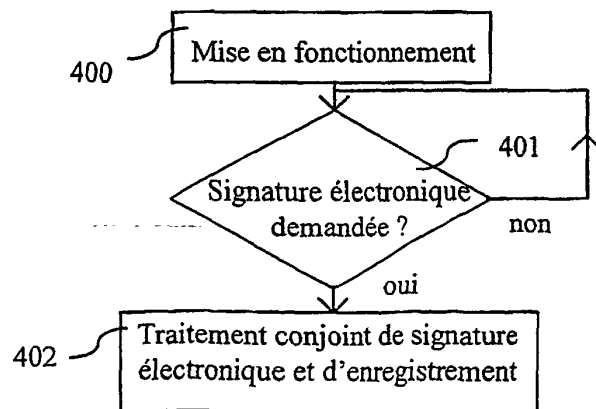 400
Mise en fonctionnement
401
Signature électronique
demandée ?
non
oui
402
Traitement conjoint de signature
électronique et d'enregistrement